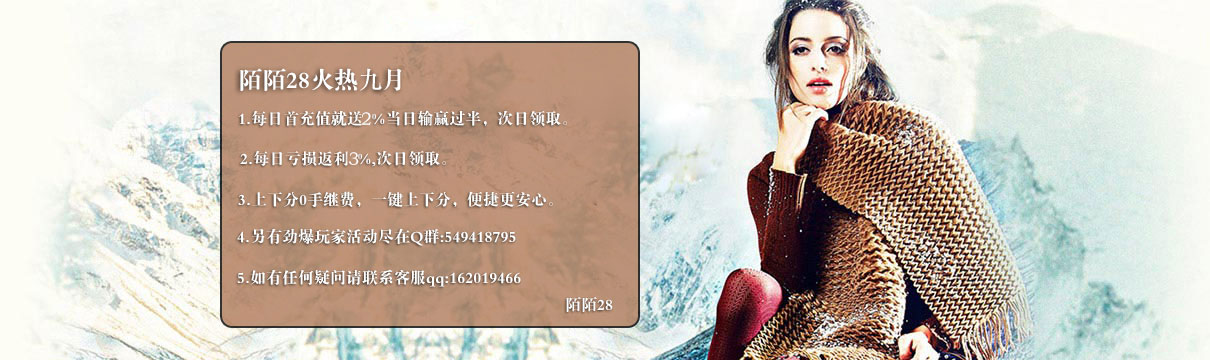 陌陌28火热九月
1.每日首充值就送2%当日输赢过半，次日领取。
2.每日亏损返利3%,次日领取。
3.上下分0手继费，一键上下分，便捷更安心。
4.另有劲爆玩家活动尽在Q群:549418795
5.如有任何疑问请联系客服qq:162019466
陌陌28